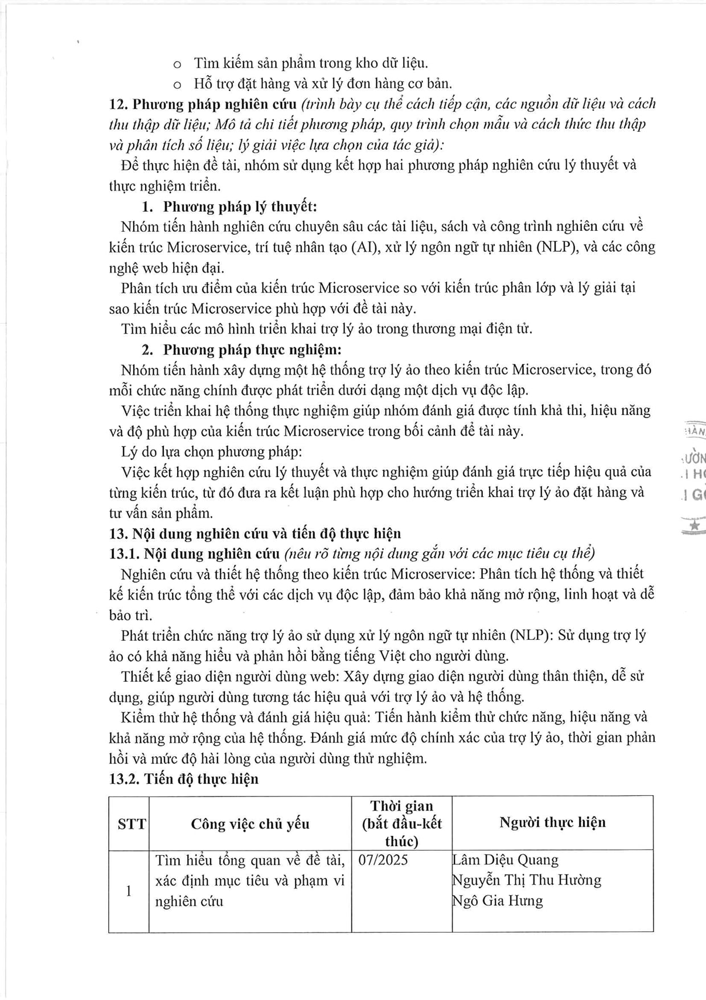 o Tìm kiếm sản phẩm trong kho dữ liệu.
o Hỗ trợ đặt hàng và xử lý đơn hàng cơ bản.
12. Phương pháp nghiên cứu (trình bày cụ thể cách tiếp cận, các nguồn dữ liệu và cách
thu thập dữ liệu; Mô tả chi tiết phương pháp, quy trình chọn mẫu và cách thức thu thập
và phân tích số liệu; lý giải việc lựa chọn của tác giả):
Để thực hiện đề tài, nhóm sử dụng kết hợp hai phương pháp nghiên cứu lý thuyết và
thực nghiệm triển.
1. Phương pháp lý thuyết:
Nhóm tiến hành nghiên cứu chuyên sâu các tài liệu, sách và công trình nghiên cứu về
kiến trúc Microservice, trí tuệ nhân tạo (AI), xử lý ngôn ngữ tự nhiên (NLP), và các công
nghệ web hiện đại.
Phân tích ưu điểm của kiến trúc Microservice so với kiến trúc phân lớp và lý giải tại
sao kiến trúc Microservice phù hợp với đề tài này.
Tìm hiểu các mô hình triển khai trợ lý ảo trong thương mại điện tử.
2. Phương pháp thực nghiệm:
Nhóm tiến hành xây dựng một hệ thống trợ lý ảo theo kiến trúc Microservice, trong đó
mỗi chức năng chính được phát triển dưới dạng một dịch vụ độc lập.
Việc triển khai hệ thống thực nghiệm giúp nhóm đánh giá được tính khả thi, hiệu năng
và độ phù hợp của kiến trúc Microservice trong bối cảnh để tài này.
Lý do lựa chọn phương pháp:
Việc kết hợp nghiên cứu lý thuyết và thực nghiệm giúp đánh giá trực tiếp hiệu quả của
từng kiến trúc, từ đó đưa ra kết luận phù hợp cho hướng triển khai trợ lý ảo đặt hàng và
tư vấn sản phẩm.
13. Nội dung nghiên cứu và tiến độ thực hiện
13.1. Nội dung nghiên cứu (nêu rõ từng nội dung gắn với các mục tiêu cụ thể)
Nghiên cứu và thiết hệ thống theo kiến trúc Microservice: Phân tích hệ thống và thiết
kế kiến trúc tổng thể với các dịch vụ độc lập, đảm bảo khả năng mở rộng, linh hoạt và dễ
bảo trì.
Phát triển chức năng trợ lý ảo sử dụng xử lý ngôn ngữ tự nhiên (NLP): Sử dụng trợ lý
ảo có khả năng hiểu và phản hồi bằng tiếng Việt cho người dùng.
Thiết kế giao diện người dùng web: Xây dựng giao diện người dùng thân thiện, dễ sử
dụng, giúp người dùng tương tác hiệu quả với trợ lý ảo và hệ thống.
Kiểm thử hệ thống và đánh giá hiệu quả: Tiến hành kiểm thử chức năng, hiệu năng và
khả năng mở rộng của hệ thống. Đánh giá mức độ chính xác của trợ lý ảo, thời gian phản
hồi và mức độ hài lòng của người dùng thử nghiệm.
13.2. Tiến độ thực hiện
STT
Công việc chủ yếu
Thời gian
(bắt đầu-kết
thúc)
Người thực hiện
1
Tìm hiểu tổng quan về đề tài,
xác định mục tiêu và phạm vi
nghiên cứu
07/2025
Lâm Diệu Quang
Nguyễn Thị Thu Hường
Ngô Gia Hưng